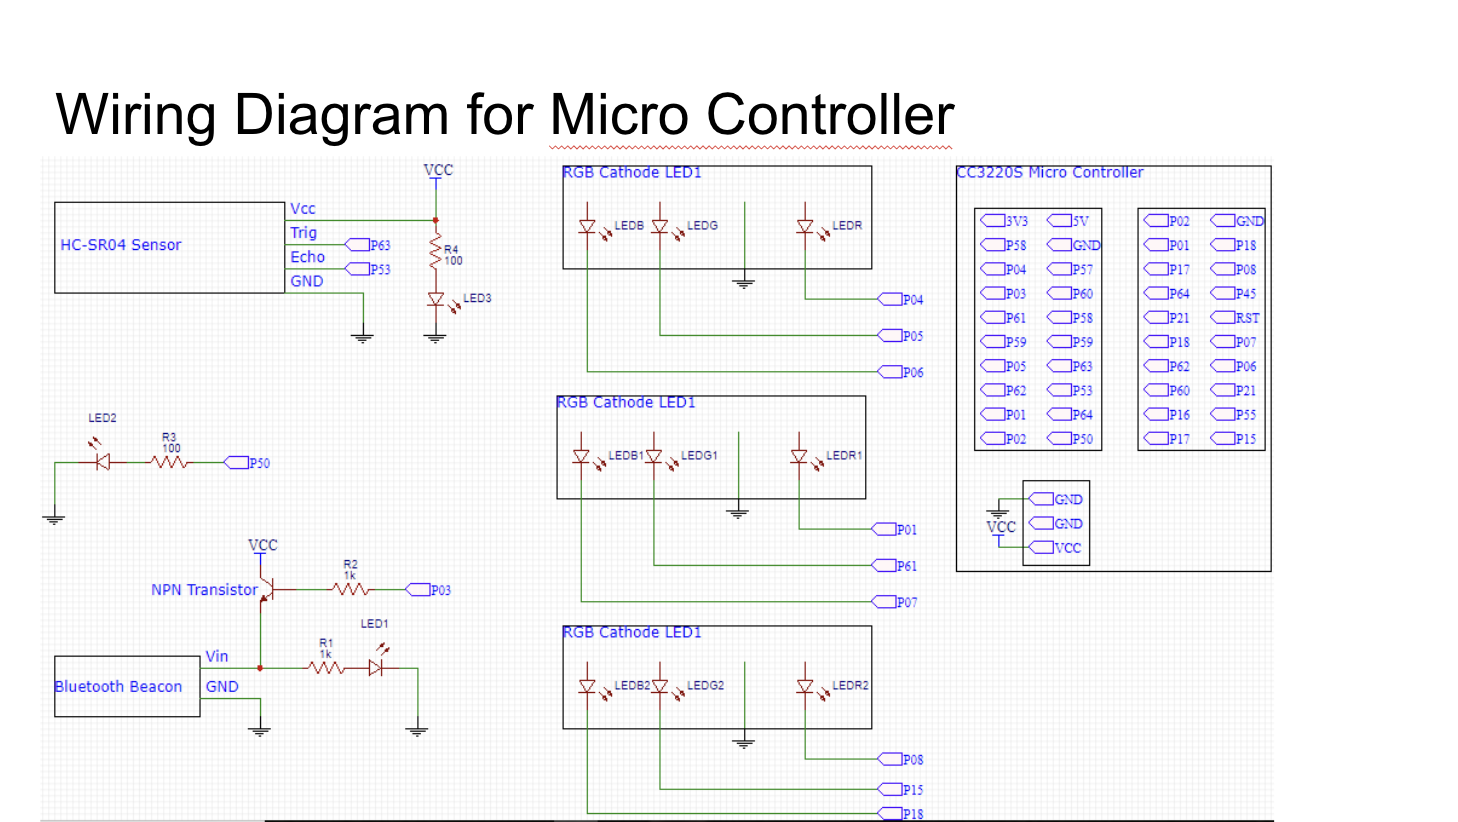 Wiring Diagram for Micro Controller
VCC
HC-SR04 Sensor
Vcc
Trig
Echo
GND
P63
P53
R4
100
LED3
LED2
R3
100
P50
VCC
NPN Transistor
R2
1k
P03
LED1
R1
1k
Bluetooth Beacon
Vin
GND
RGB Cathode LED1
LEDB
LEDG
LEDR
P04
P05
P06
RGB Cathode LED1
LEDB1
LEDG1
LEDR1
P01
P61
P07
RGB Cathode LED1
LEDB2
LEDG2
LEDR2
P08
P15
P18
CC3220S Micro Controller
3V3 5V P02 GND
P58 GND P01 P18
P04 P57 P17 P08
P03 P60 P64 P45
P61 P58 P21 RST
P59 P59 P18 P07
P05 P63 P62 P06
P62 P53 P60 P21
P01 P64 P16 P55
P02 P50 P17 P15
GND
VCC
GND
VCC